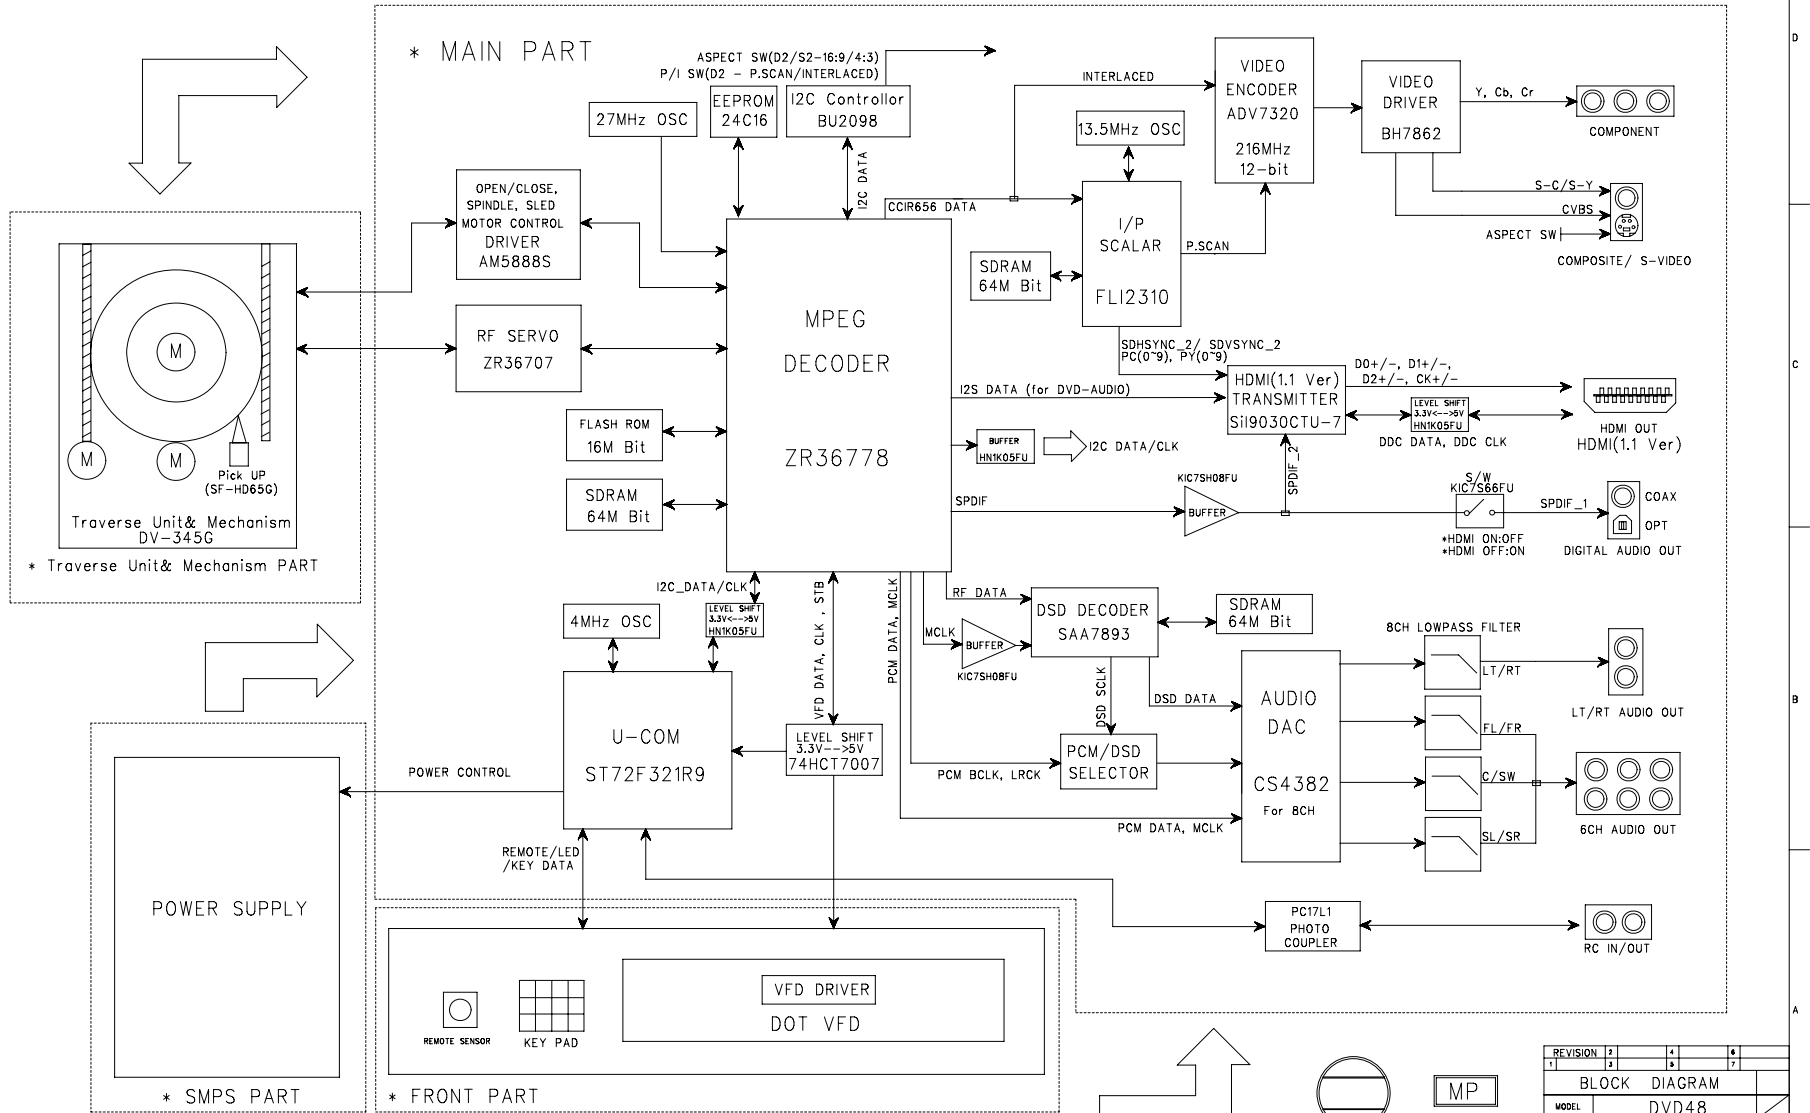 * MAIN PART
ASPECT SW(D2/S2-16:9/4:3)
P/I SW(D2 - P.SCAN/INTERLACED)
27MHz OSC
EEPROM
24C16
I2C Controllor
BU2098
I2C DATA
INTERLACED
13.5MHz OSC
VIDEO
ENCODER
ADV7320
216MHz
12-bit
VIDEO
DRIVER
BH7862
Y, Cb, Cr
COMPONENT
S-C/S-Y
CVBS
ASPECT SW
COMPOSITE/ S-VIDEO
OPEN/CLOSE,
SPINDLE, SLED
MOTOR CONTROL
DRIVER
AM5888S
CCIR656 DATA
I/P
SCALAR
FLI2310
P.SCAN
SDRAM
64M Bit
RF SERVO
ZR36707
MPEG
DECODER
ZR36778
SDHSYNC_2/ SDVSYNC_2
PC(0~9), PY(0~9)
I2S DATA (for DVD-AUDIO)
HDMI(1.1 Ver)
TRANSMITTER
SiI9030CTU-7
D0+/-, D1+/-,
D2+/-, CK+/-
LEVEL SHIFT
3.3V<-->5V
HN1K05FU
DDC DATA, DDC CLK
HDMI OUT
HDMI(1.1 Ver)
FLASH ROM
16M Bit
BUFFER
HN1K05FU
I2C DATA/CLK
SDRAM
64M Bit
SPDIF
KIC7SH08FU
BUFFER
SPDIF_2
S/W
KIC7S66FU
*HDMI ON:OFF
*HDMI OFF:ON
SPDIF_1
COAX
OPT
DIGITAL AUDIO OUT
M
M
M
Pick UP
(SF-HD65G)
Traverse Unit& Mechanism
DV-345G
* Traverse Unit& Mechanism PART
I2C_DATA/CLK
LEVEL SHIFT
3.3V<-->5V
HN1K05FU
4MHz OSC
VFD DATA, CLK , STB
PCM DATA, MCLK
RF DATA
MCLK
BUFFER
KIC7SH08FU
DSD DECODER
SAA7893
SDRAM
64M Bit
DSD SCLK
DSD DATA
8CH LOWPASS FILTER
LT/RT
LT/RT AUDIO OUT
FL/FR
C/SW
SL/SR
6CH AUDIO OUT
AUDIO
DAC
CS4382
For 8CH
U-COM
ST72F321R9
LEVEL SHIFT
3.3V-->5V
74HCT7007
PCM BCLK, LRCK
PCM/DSD
SELECTOR
PCM DATA, MCLK
POWER CONTROL
REMOTE/LED
/KEY DATA
POWER SUPPLY
* SMPS PART
PC17L1
PHOTO
COUPLER
RC IN/OUT
REMOTE SENSOR
KEY PAD
VFD DRIVER
DOT VFD
* FRONT PART
MP
D
C
B
A
REVISION 2 4 6
1 3 5 7
BLOCK DIAGRAM
MODEL DVD48